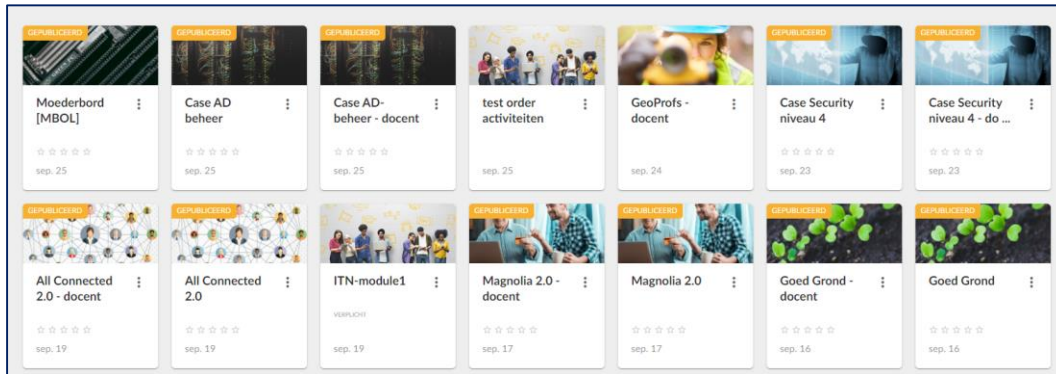 GEPUBLICEERD
Moederbord
[MBOL]
sep. 25
GEPUBLICEERD
Case AD
beheer
sep. 25
GEPUBLICEERD
Case AD-
beheer - docent
sep. 25
test order
activiteiten
sep. 25
GEPUBLICEERD
GeoProfs -
docent
sep. 24
GEPUBLICEERD
Case Security
niveau 4
sep. 23
GEPUBLICEERD
Case Security
niveau 4 - do ...
sep. 23
GEPUBLICEERD
All Connected
2.0 - docent
sep. 19
GEPUBLICEERD
All Connected
2.0
sep. 19
ITN-module1
VERPLICHT
sep. 19
GEPUBLICEERD
Magnolia 2.0 -
docent
sep. 17
GEPUBLICEERD
Magnolia 2.0
sep. 17
GEPUBLICEERD
Goed Grond -
docent
sep. 16
GEPUBLICEERD
Goed Grond
sep. 16